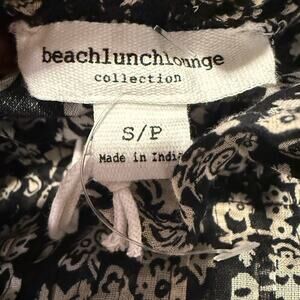 beachlunchlounge
collection
S/P
Made in India